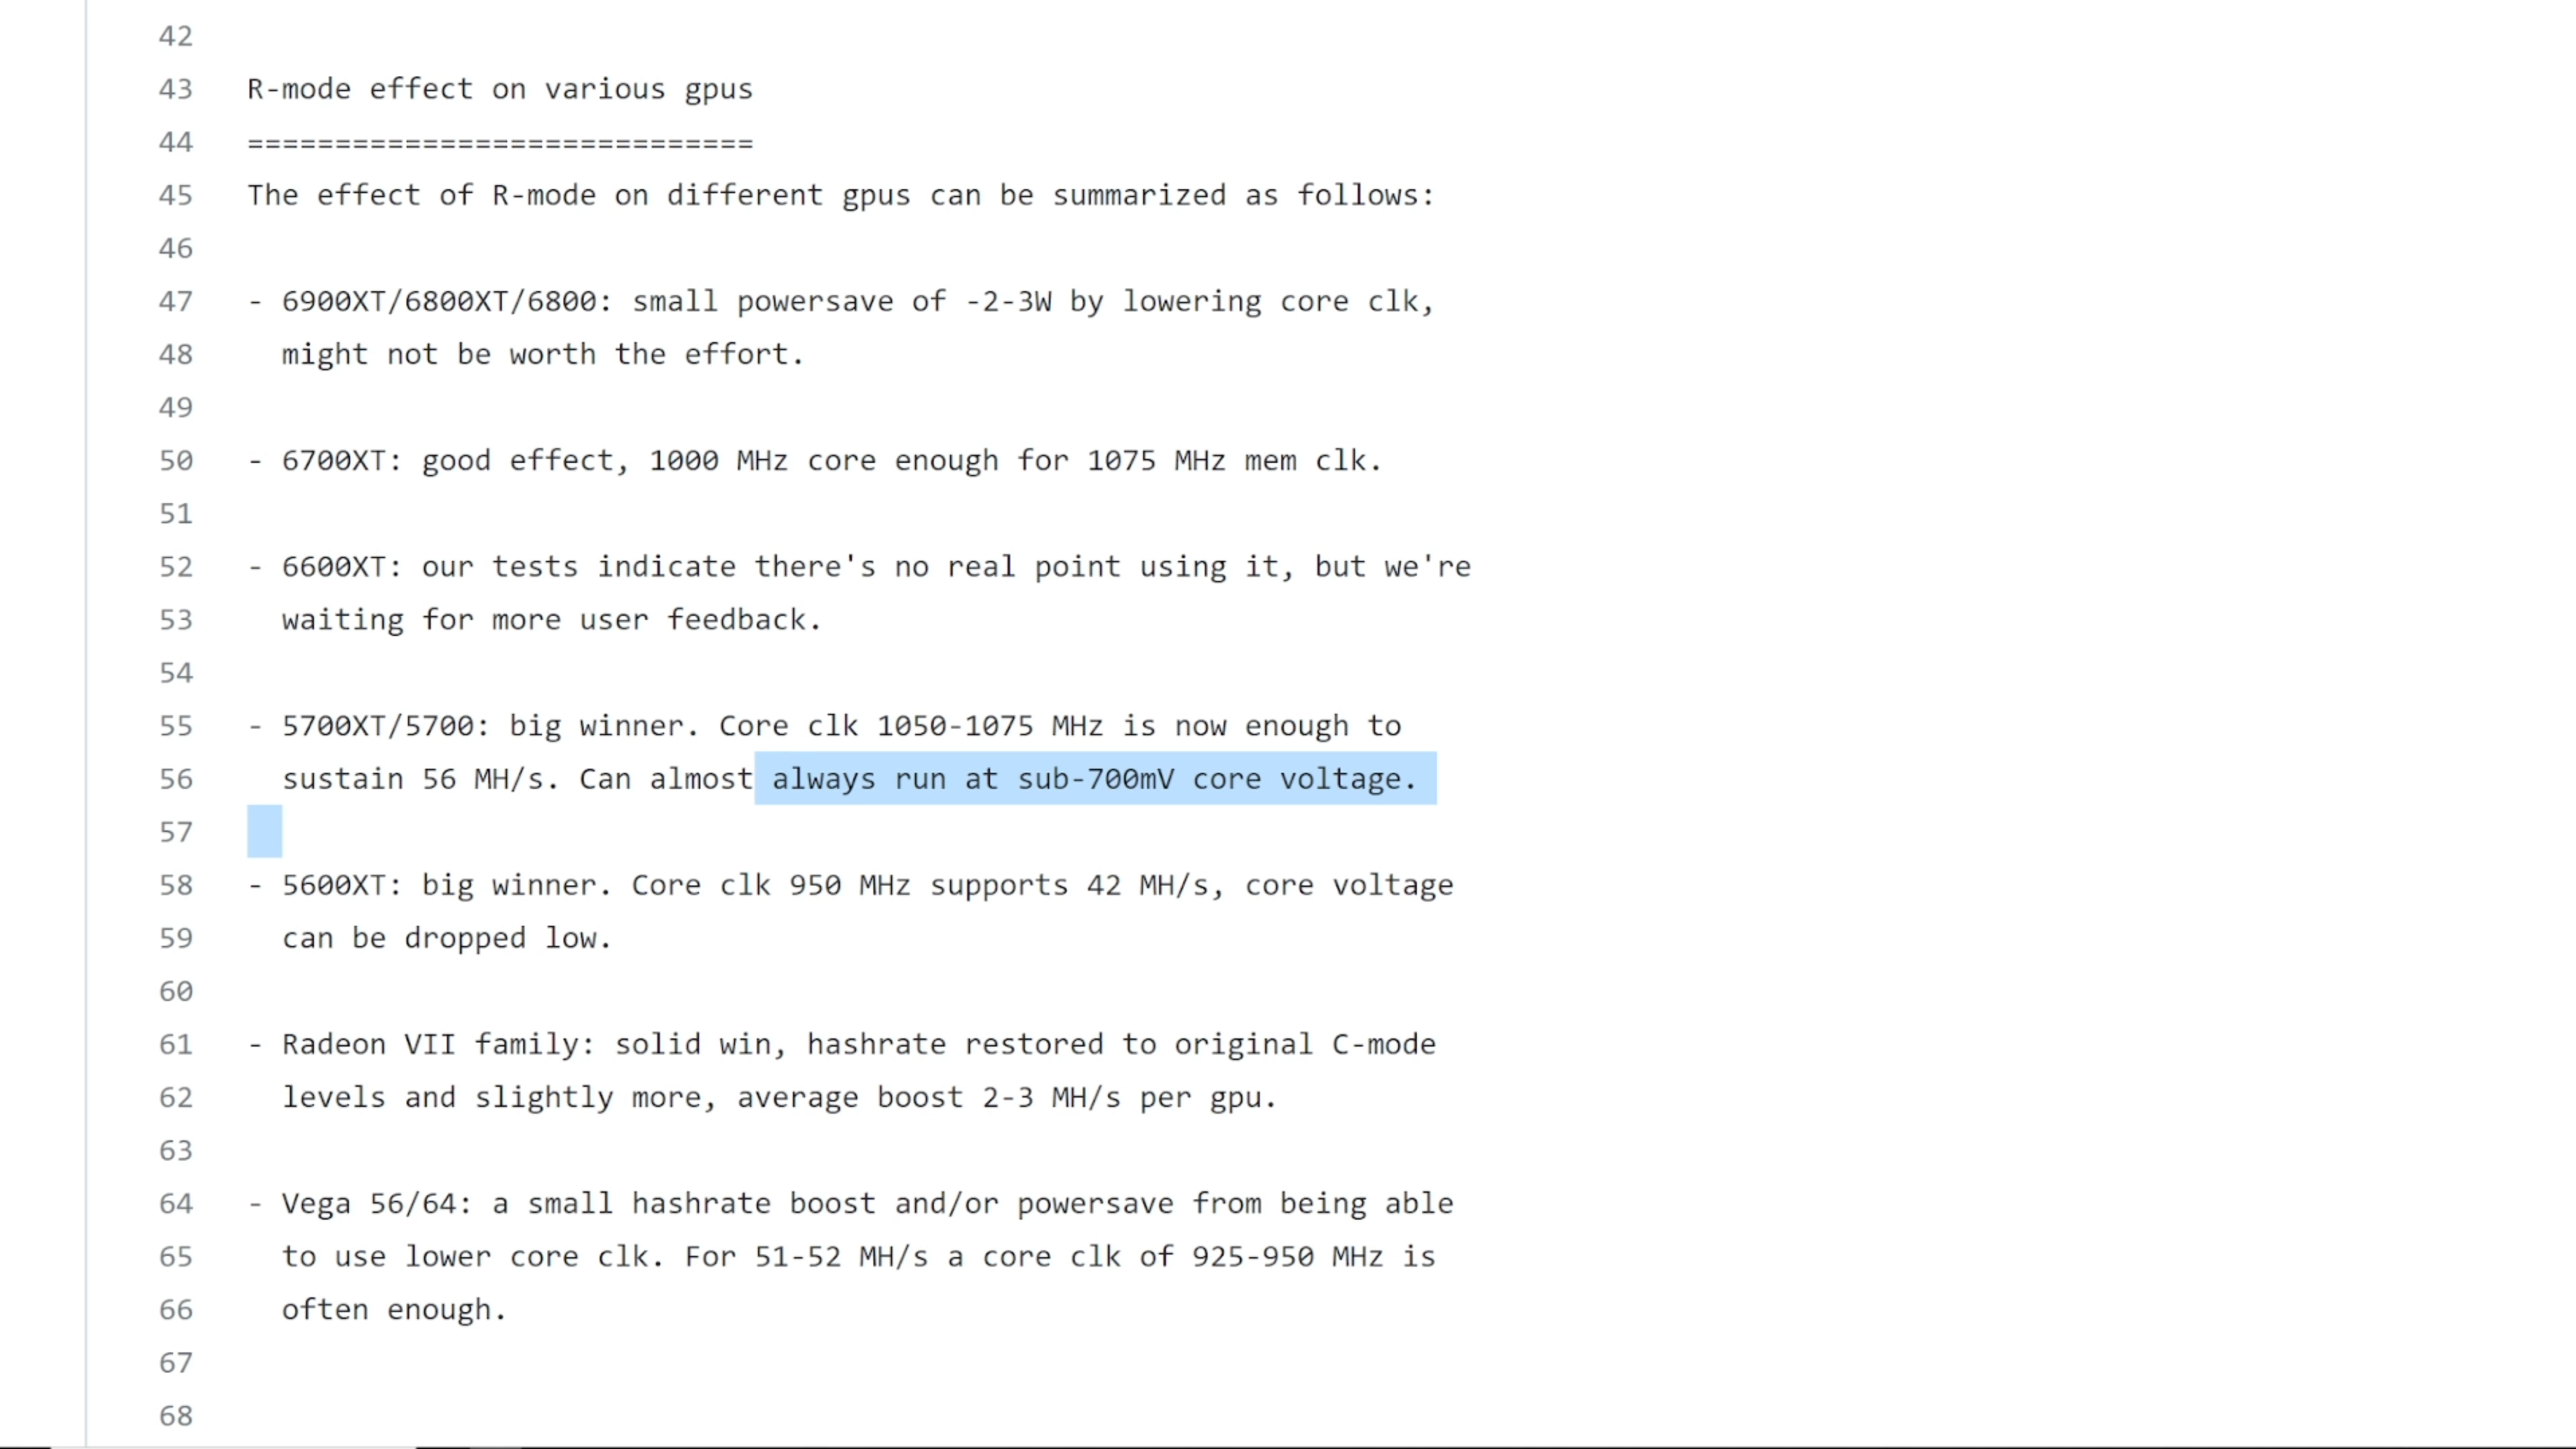 42
43 R-mode effect on various gpus
44 =============================
45 The effect of R-mode on different gpus can be summarized as follows:
46
47 - 6900XT/6800XT/6800: small powersave of -2-3W by lowering core clk,
48 might not be worth the effort.
49
50 - 6700XT: good effect, 1000 MHz core enough for 1075 MHz mem clk.
51
52 - 6600XT: our tests indicate there's no real point using it, but we're
53 waiting for more user feedback.
54
55 - 5700XT/5700: big winner. Core clk 1050-1075 MHz is now enough to
56 sustain 56 MH/s. Can almost always run at sub-700mV core voltage.
57
58 - 5600XT: big winner. Core clk 950 MHz supports 42 MH/s, core voltage
59 can be dropped low.
60
61 - Radeon VII family: solid win, hashrate restored to original C-mode
62 levels and slightly more, average boost 2-3 MH/s per gpu.
63
64 - Vega 56/64: a small hashrate boost and/or powersave from being able
65 to use lower core clk. For 51-52 MH/s a core clk of 925-950 MHz is
66 often enough.
67
68